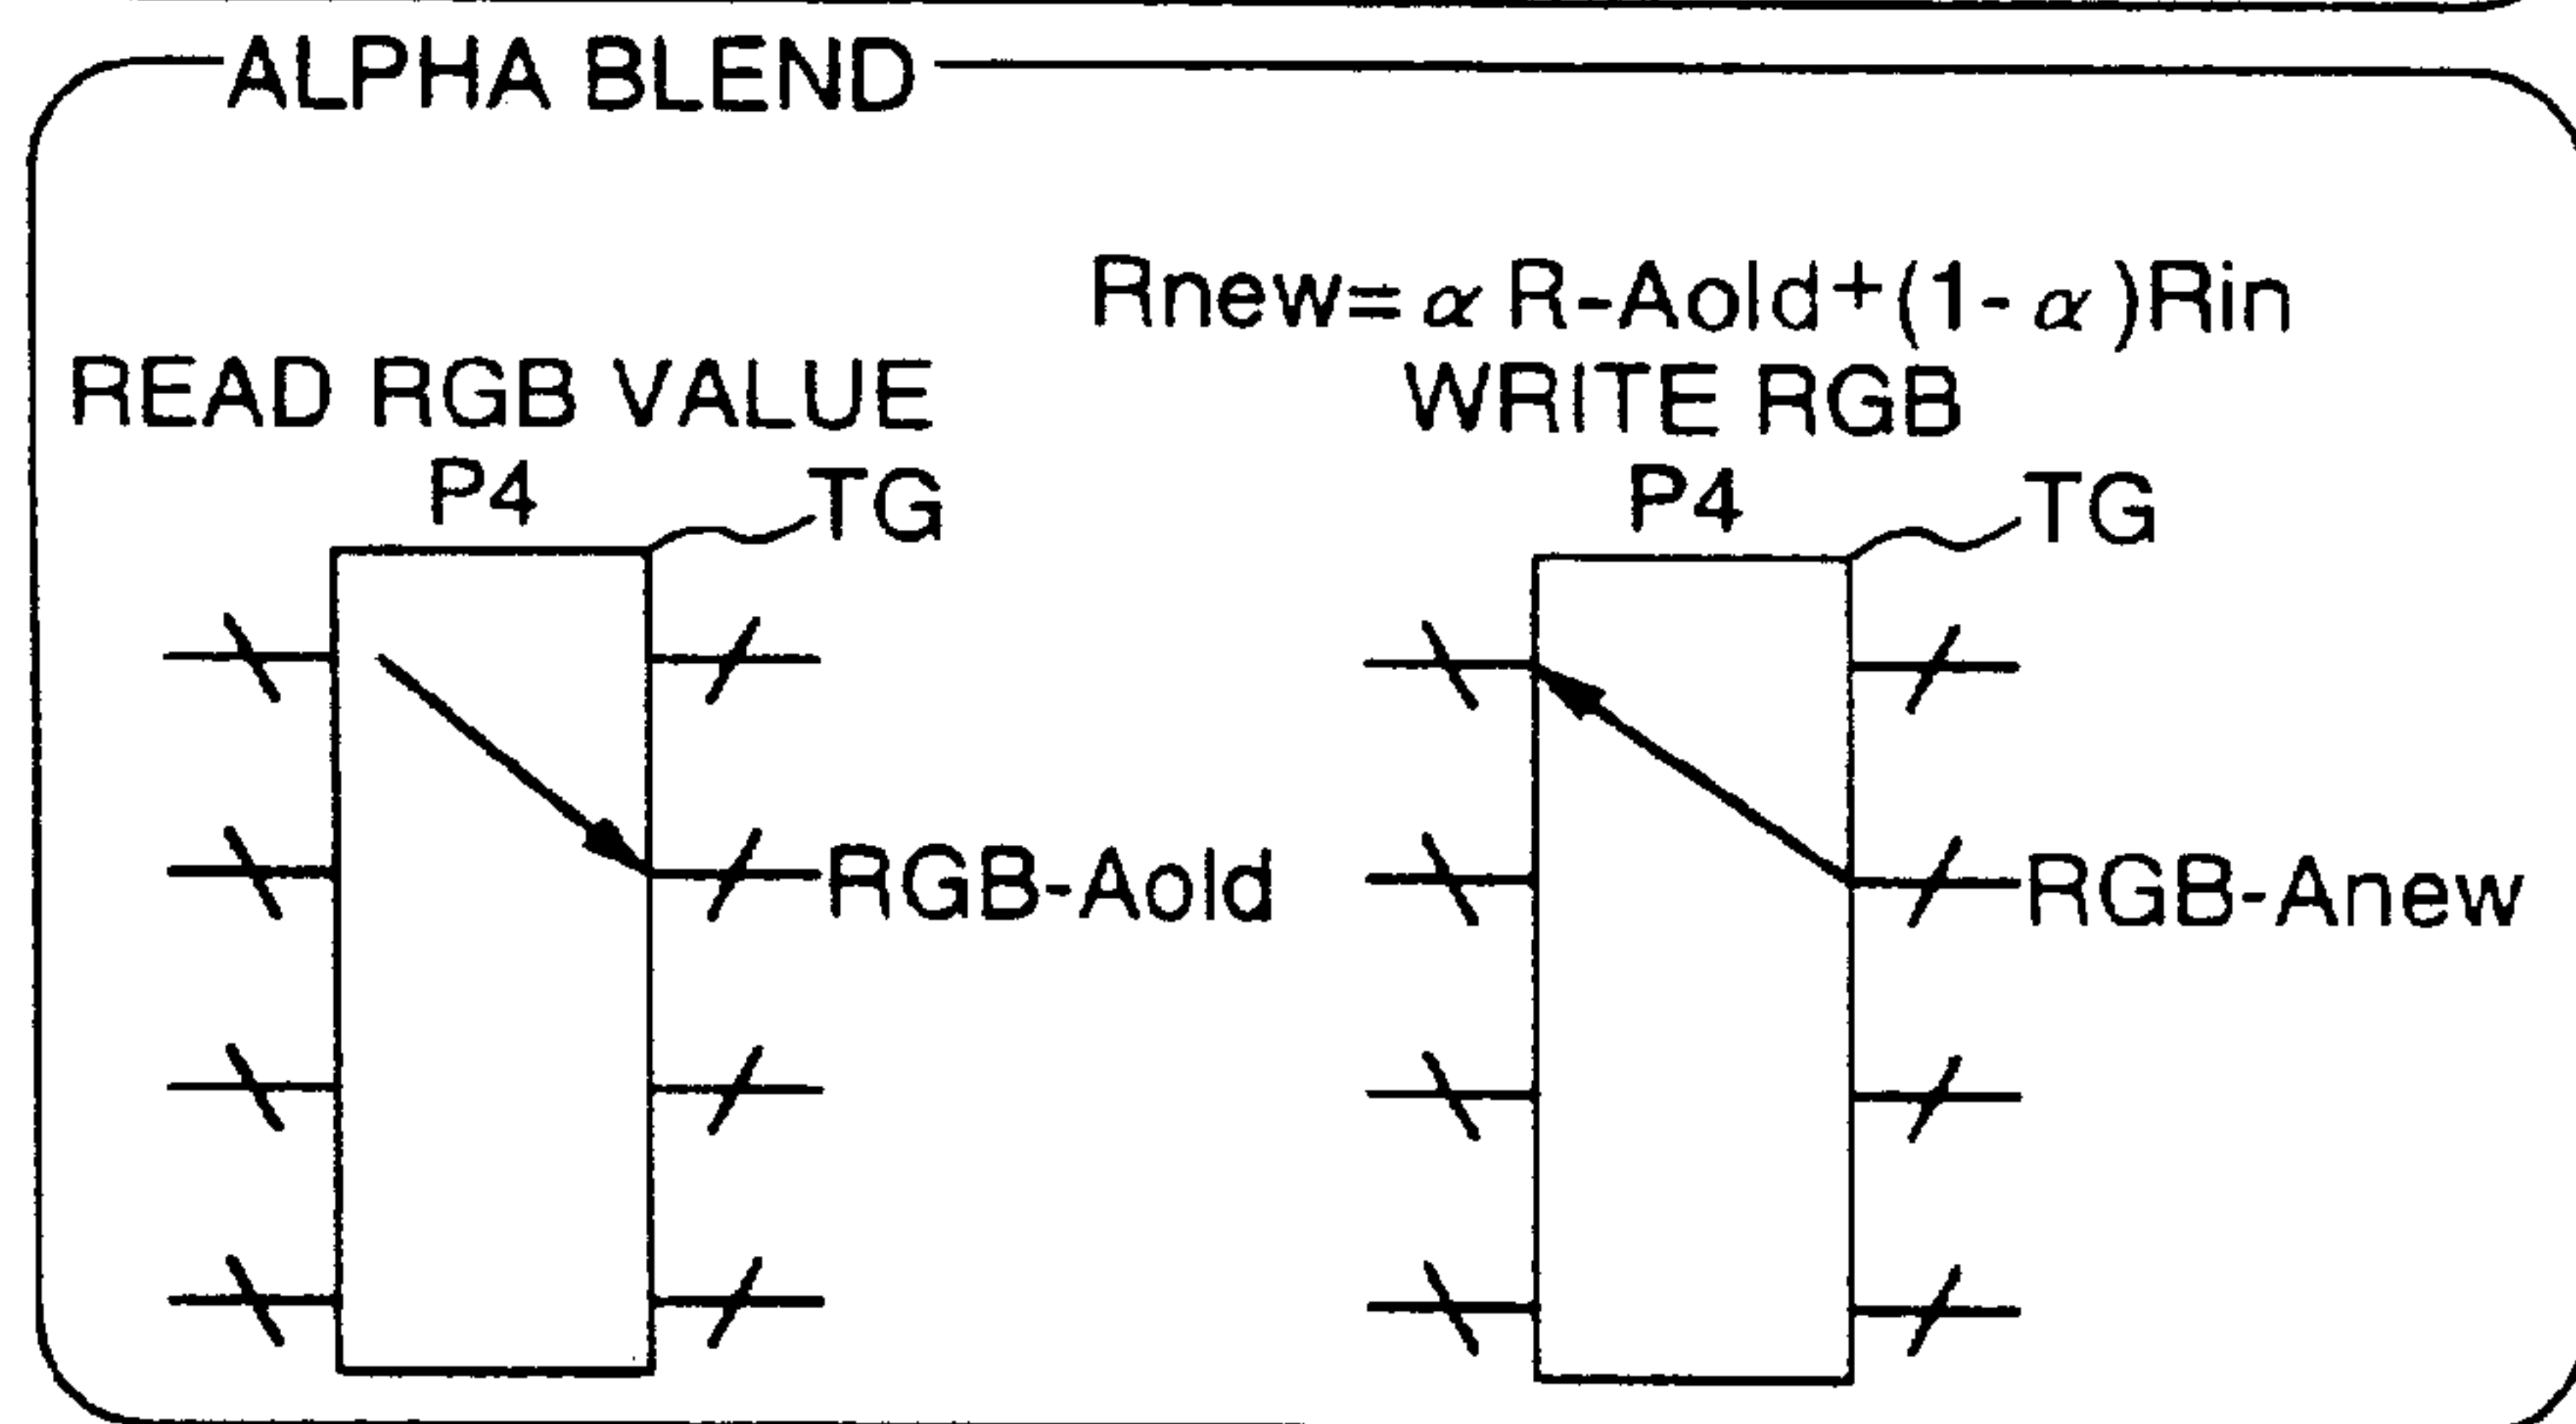 ALPHA BLEND
Rnew=αR-Aold+(1-α)Rin
READ RGB VALUE
WRITE RGB
P4
TG
P4
TG
RGB-Aold
RGB-Anew